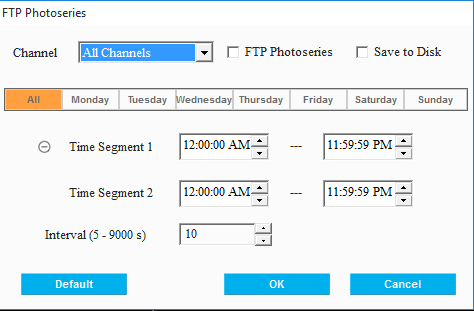 FTP Photoseries
Channel All Channels FTP Photoseries Save to Disk
All Monday Tuesday Wednesday Thursday Friday Saturday Sunday
Time Segment 1 12:00:00 AM --- 11:59:59 PM
Time Segment 2 12:00:00 AM --- 11:59:59 PM
Interval (5 - 9000 s) 10
Default OK Cancel